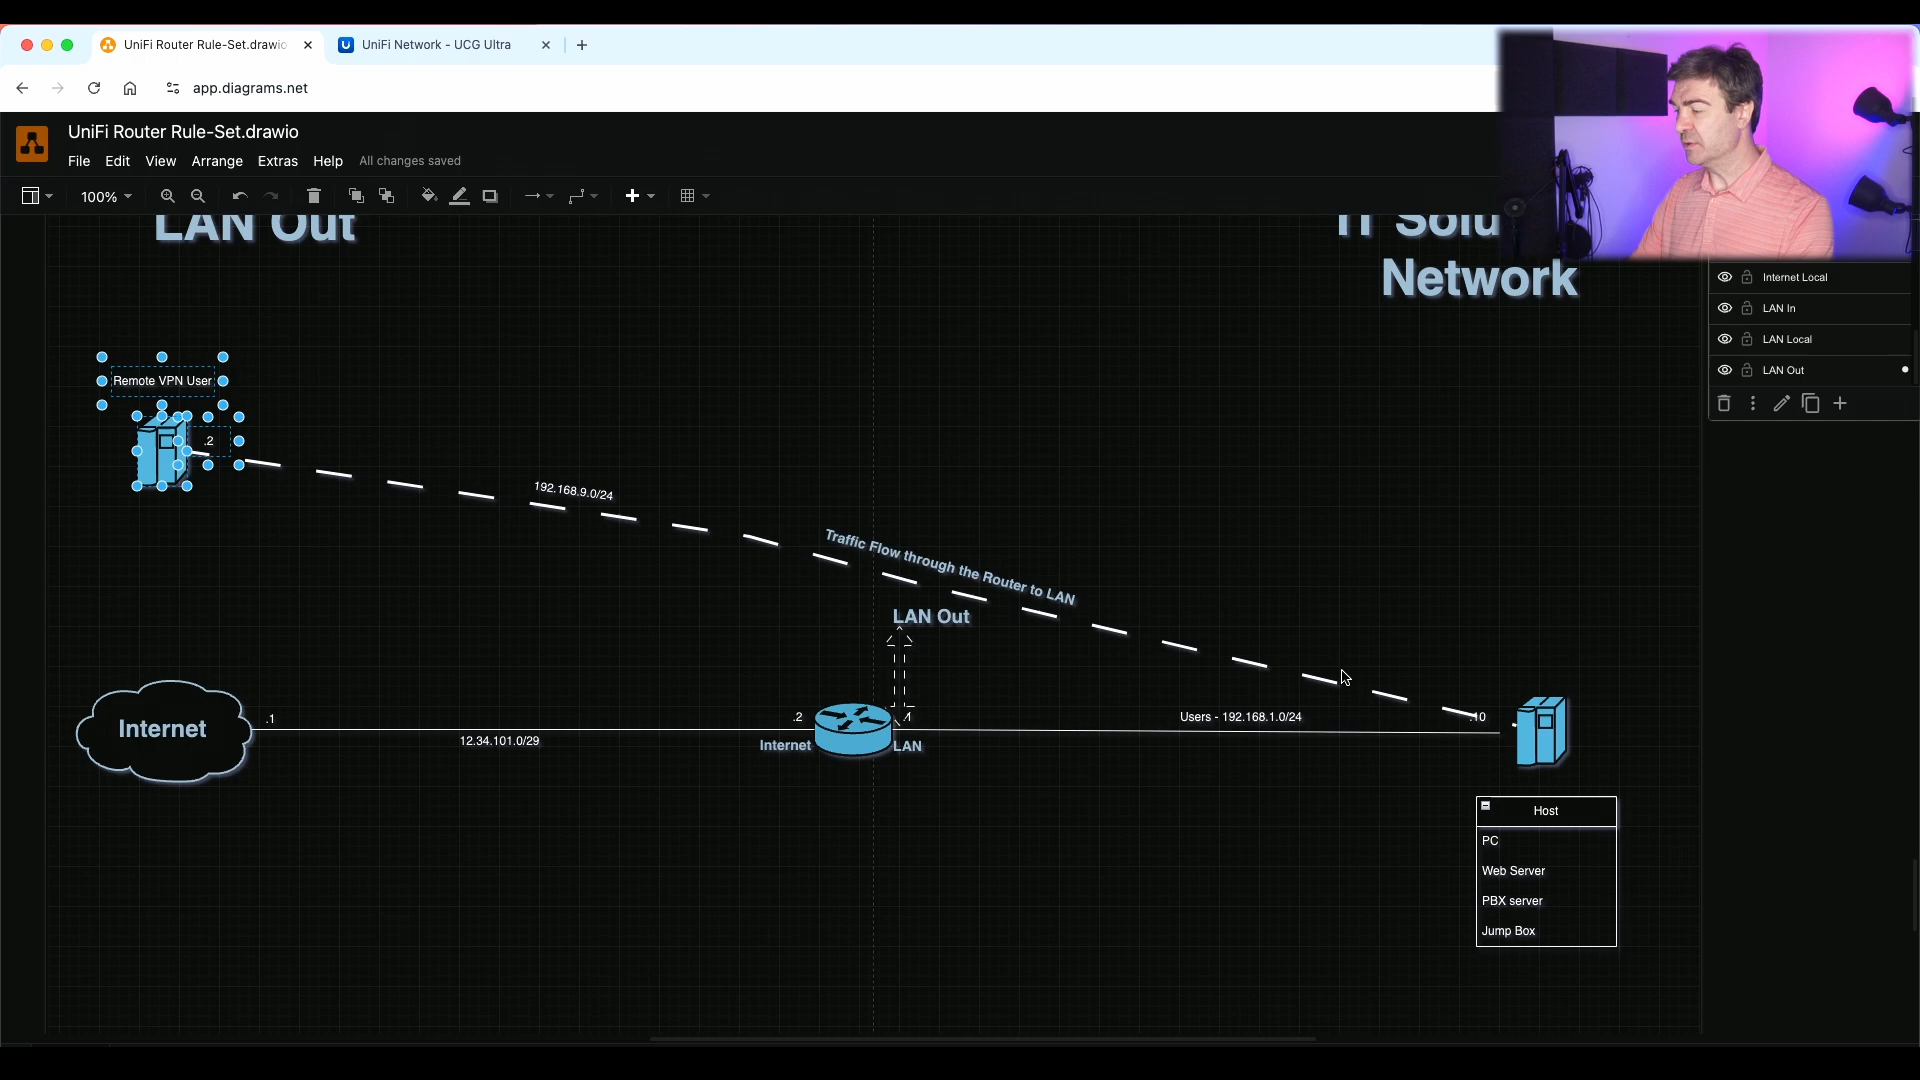 UniFi Router Rule-Set.drawio
UniFi Network - UCG Ultra
app.diagrams.net
UniFi Router Rule-Set.drawio
File Edit View Arrange Extras Help All changes saved
100%
LAN Out
IT Solu
Network
Internet Local
LAN In
LAN Local
LAN Out
Remote VPN User
.2
192.168.9.0/24
Traffic Flow through the Router to LAN
LAN Out
Internet
.1
12.34.101.0/29
.2
.1
Internet
LAN
Users - 192.168.1.0/24
.10
Host
PC
Web Server
PBX server
Jump Box